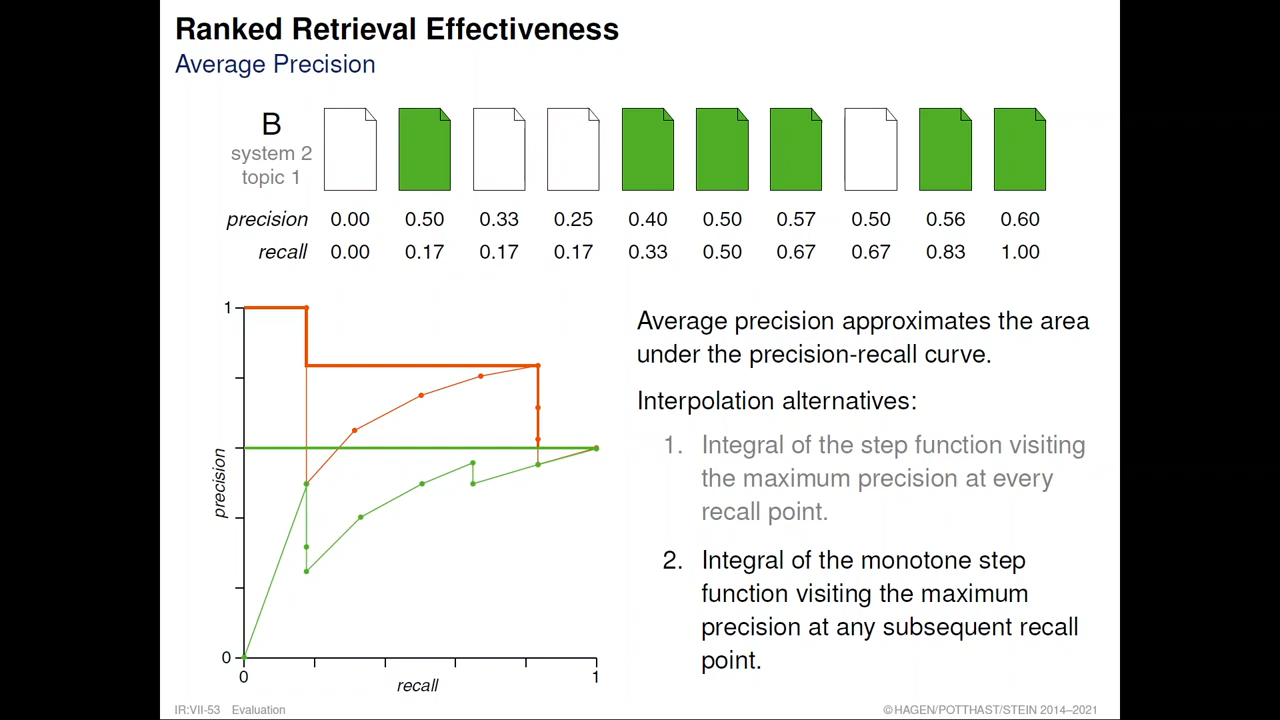 Ranked Retrieval Effectiveness
Average Precision
B
system 2
topic 1
precision 0.00 0.50 0.33 0.25 0.40 0.50 0.57 0.50 0.56 0.60
recall 0.00 0.17 0.17 0.17 0.33 0.50 0.67 0.67 0.83 1.00
1
precision
0
0
recall
1
Average precision approximates the area
under the precision-recall curve.
Interpolation alternatives:
1. Integral of the step function visiting
the maximum precision at every
recall point.
2. Integral of the monotone step
function visiting the maximum
precision at any subsequent recall
point.
IR:VII-53 Evaluation
©HAGEN/POTTHAST/STEIN 2014–2021